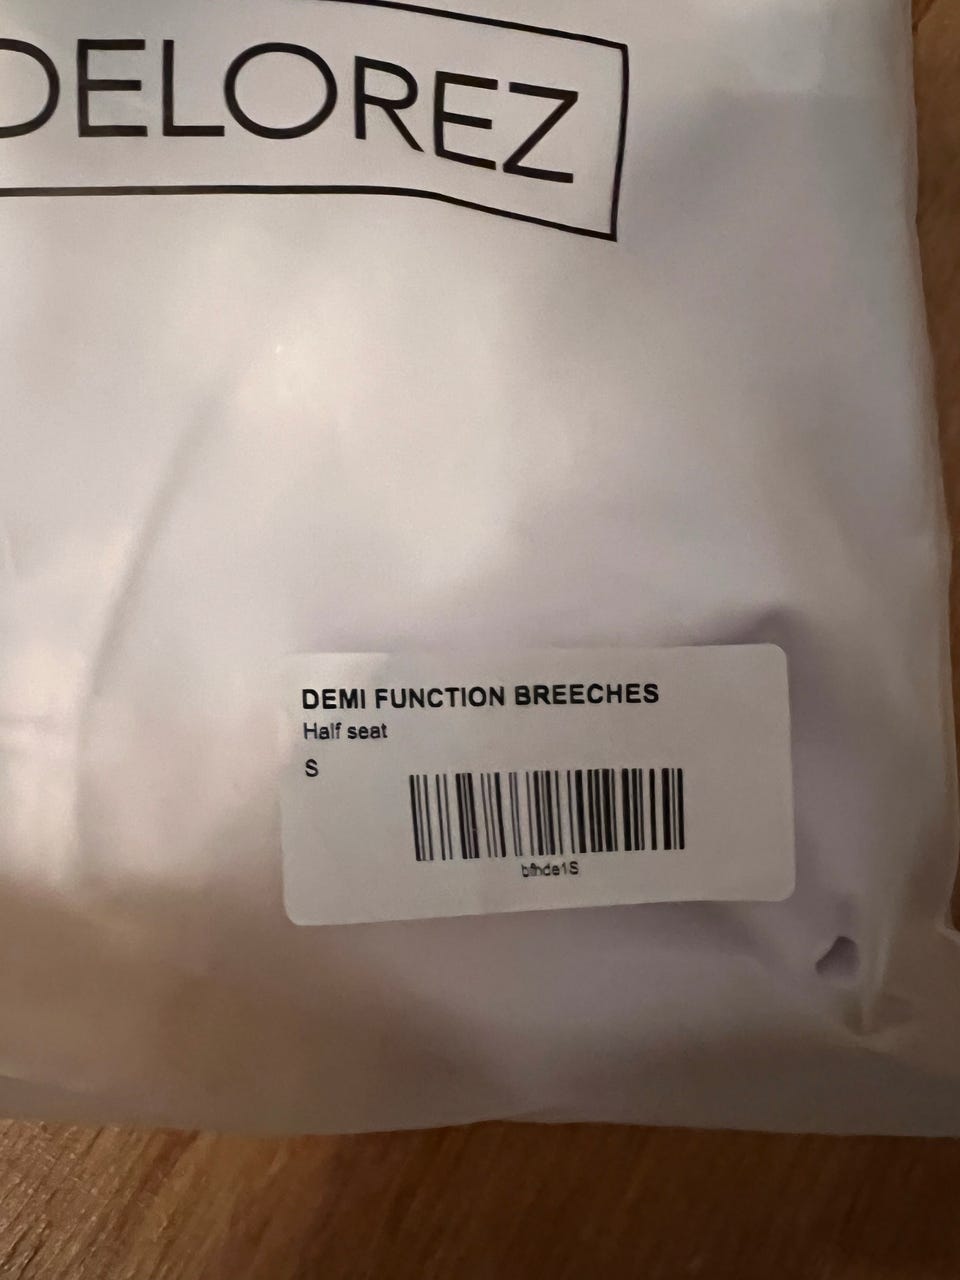 DELOREZ
DEMI FUNCTION BREECHES
Half seat
S